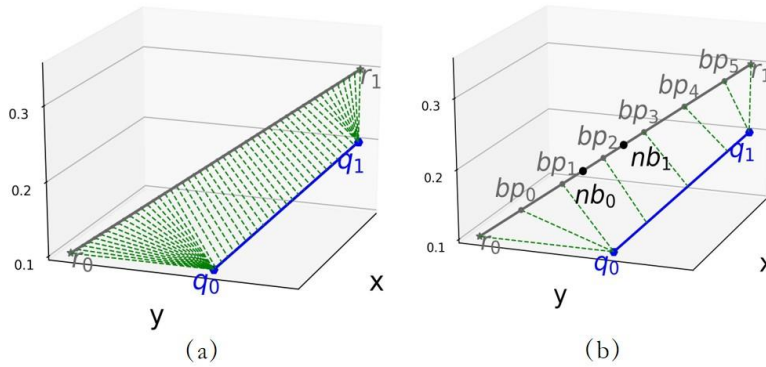 0.3
0.2
0.1
r₀
r₁
q₀
q₁
y
x
(a)
0.3
0.2
0.1
r₀
bp₀
bp₁
bp₂
bp₃
bp₄
bp₅
r₁
nb₀
nb₁
q₀
q₁
y
x
(b)